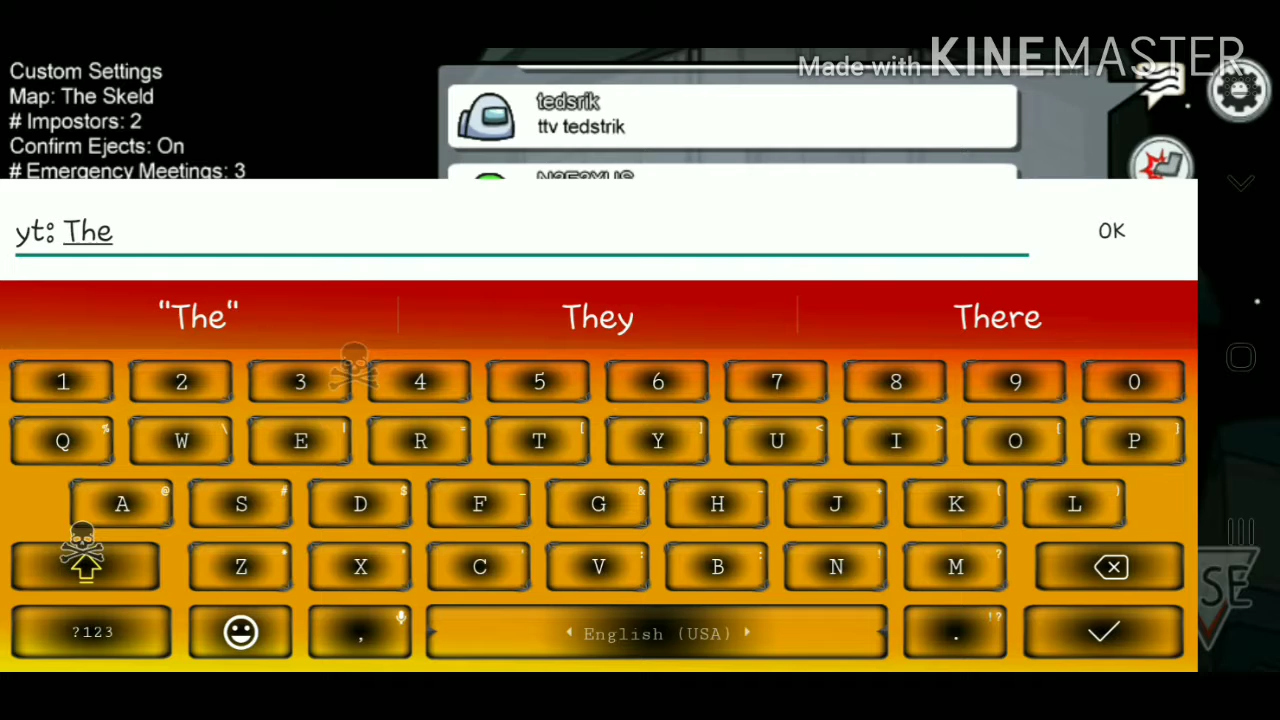 Made with KINEMASTER
Custom Settings
Map: The Skeld
# Impostors: 2
Confirm Ejects: On
# Emergency Meetings: 3
tedsrik
ttv tedstrik
yt: The
OK
"The" They There
1 2 3 4 5 6 7 8 9 0
Q W E R T Y U I O P
A S D F G H J K L
Z X C V B N M
?123 , English (USA) . !?